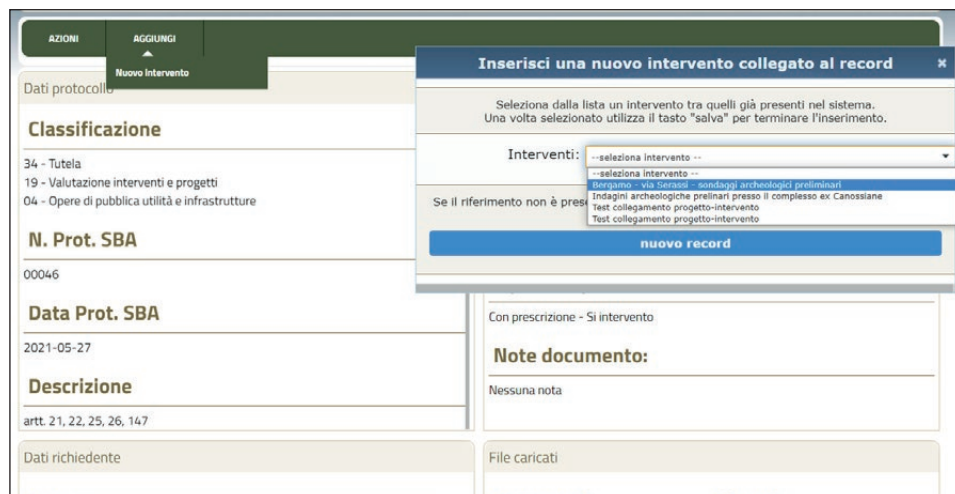 AZIONI
AGGIUNGI
Nuovo Intervento
Dati protocollo
Classificazione
34 - Tutela
19 - Valutazione interventi e progetti
04 - Opere di pubblica utilità e infrastrutture
N. Prot. SBA
00046
Data Prot. SBA
2021-05-27
Descrizione
artt. 21, 22, 25, 26, 147
Dati richiedente
Inserisci una nuovo intervento collegato al record ×
Seleziona dalla lista un intervento tra quelli già presenti nel sistema.
Una volta selezionato utilizza il tasto "salva" per terminare l'inserimento.
Interventi: --seleziona intervento --
--seleziona intervento --
Bergamo - via Serassi - sondaggi archeologici preliminari
Indagini archeologiche prelinari presso il complesso ex Canossiane
Test collegamento progetto-intervento
Test collegamento progetto-intervento
Se il riferimento non è
nuovo record
Con prescrizione - Si intervento
Note documento:
Nessuna nota
File caricati